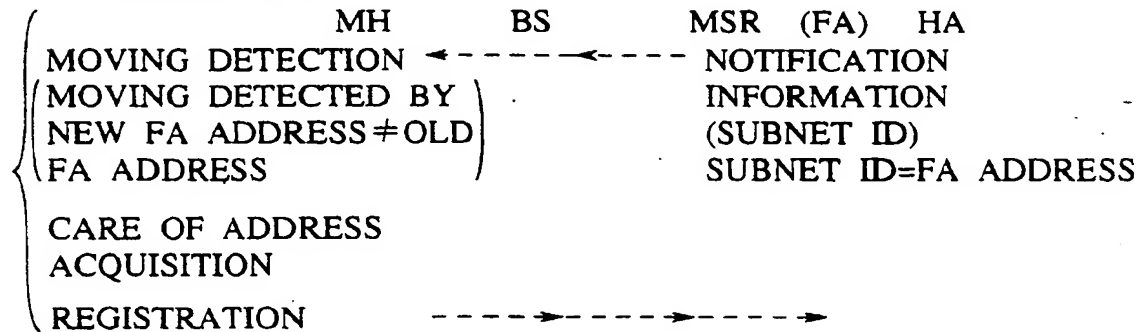 MH BS MSR (FA) HA
MOVING DETECTION NOTIFICATION
MOVING DETECTED BY INFORMATION
NEW FA ADDRESS≠OLD (SUBNET ID)
FA ADDRESS SUBNET ID=FA ADDRESS
CARE OF ADDRESS
ACQUISITION
REGISTRATION